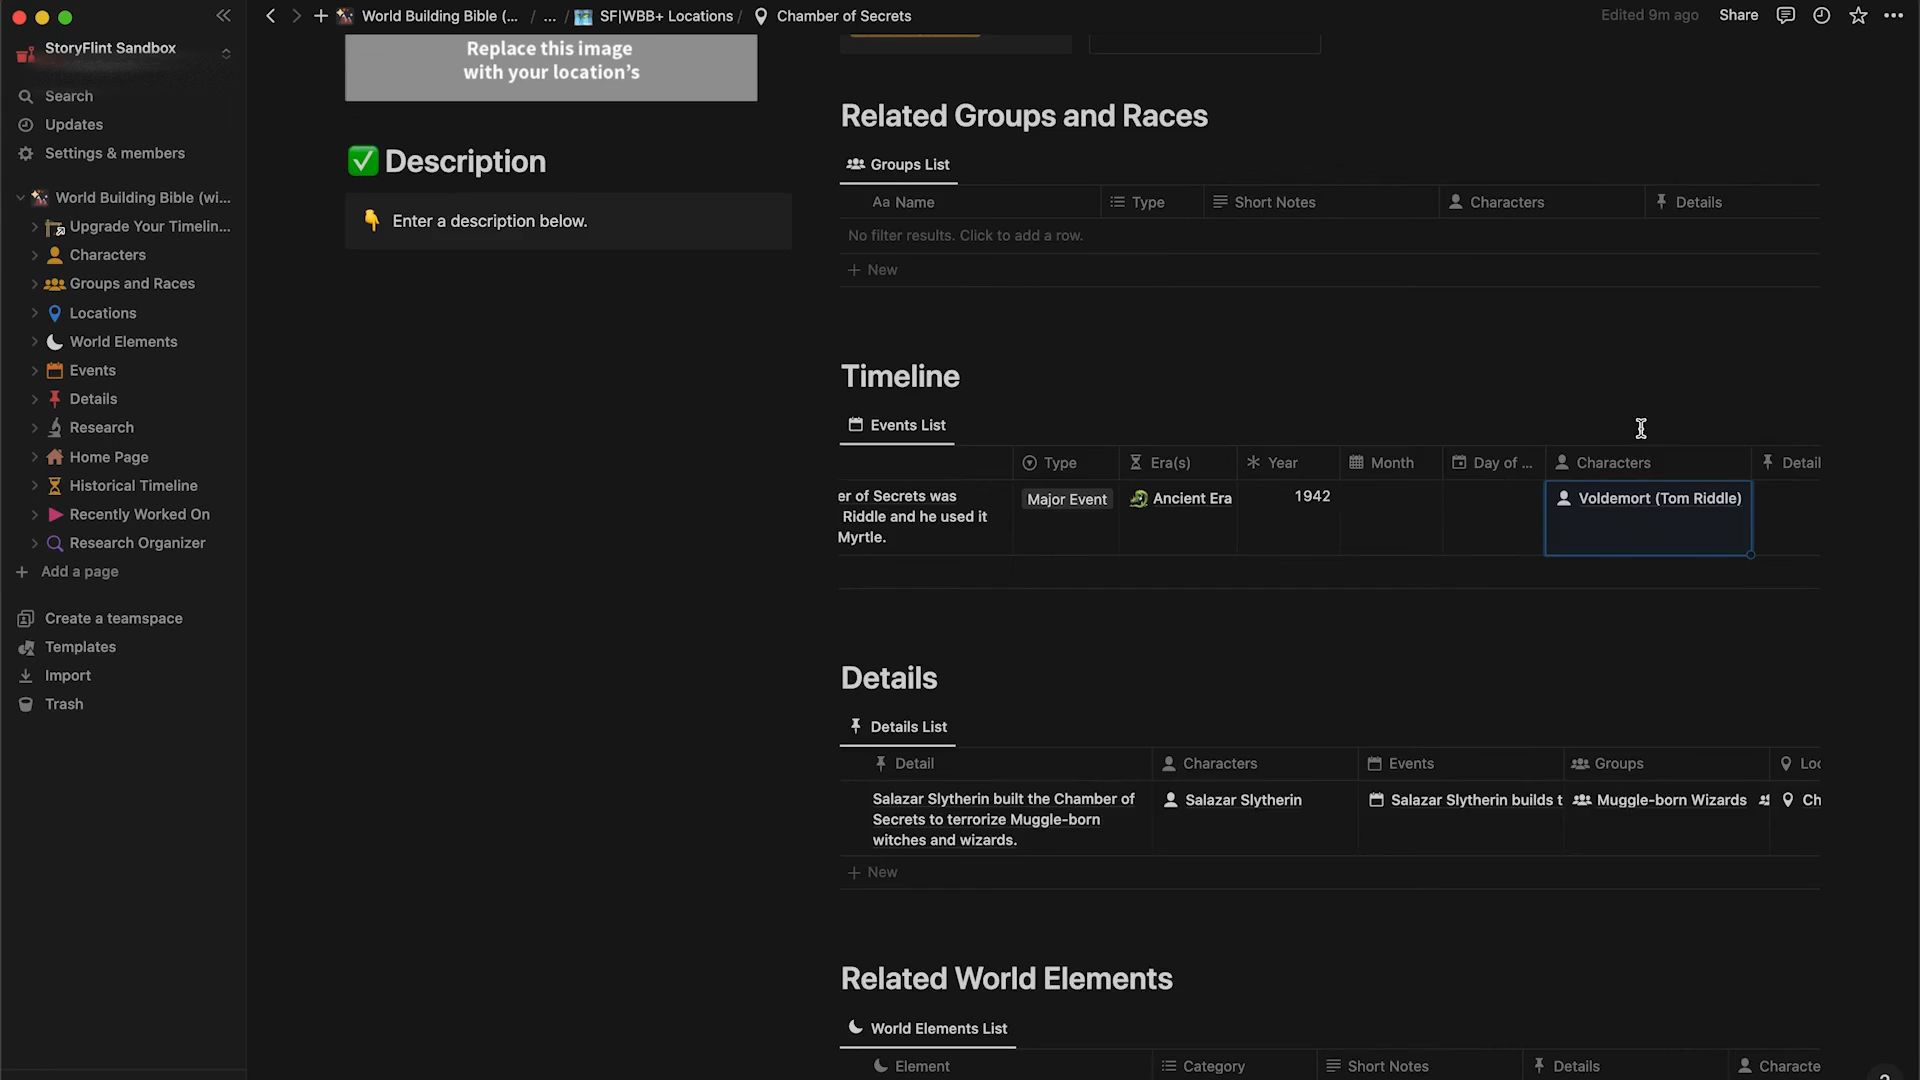 World Building Bible (... / ... / SF|WBB+ Locations / Chamber of Secrets
Edited 9m ago Share
StoryFlint Sandbox
Search
Updates
Settings & members
World Building Bible (wi...
Upgrade Your Timelin...
Characters
Groups and Races
Locations
World Elements
Events
Details
Research
Home Page
Historical Timeline
Recently Worked On
Research Organizer
Add a page
Create a teamspace
Templates
Import
Trash
Replace this image
with your location's
✅ Description
👇 Enter a description below.
Related Groups and Races
Groups List
Aa Name Type Short Notes Characters Details
No filter results. Click to add a row.
+ New
Timeline
Events List
Type Era(s) Year Month Day of ... Characters Detail
er of Secrets was
Riddle and he used it
Myrtle.
Major Event Ancient Era 1942 Voldemort (Tom Riddle)
Details
Details List
Detail Characters Events Groups Loc
Salazar Slytherin built the Chamber of
Secrets to terrorize Muggle-born
witches and wizards.
Salazar Slytherin Salazar Slytherin builds t Muggle-born Wizards Ch
+ New
Related World Elements
World Elements List
Element Category Short Notes Details Characte